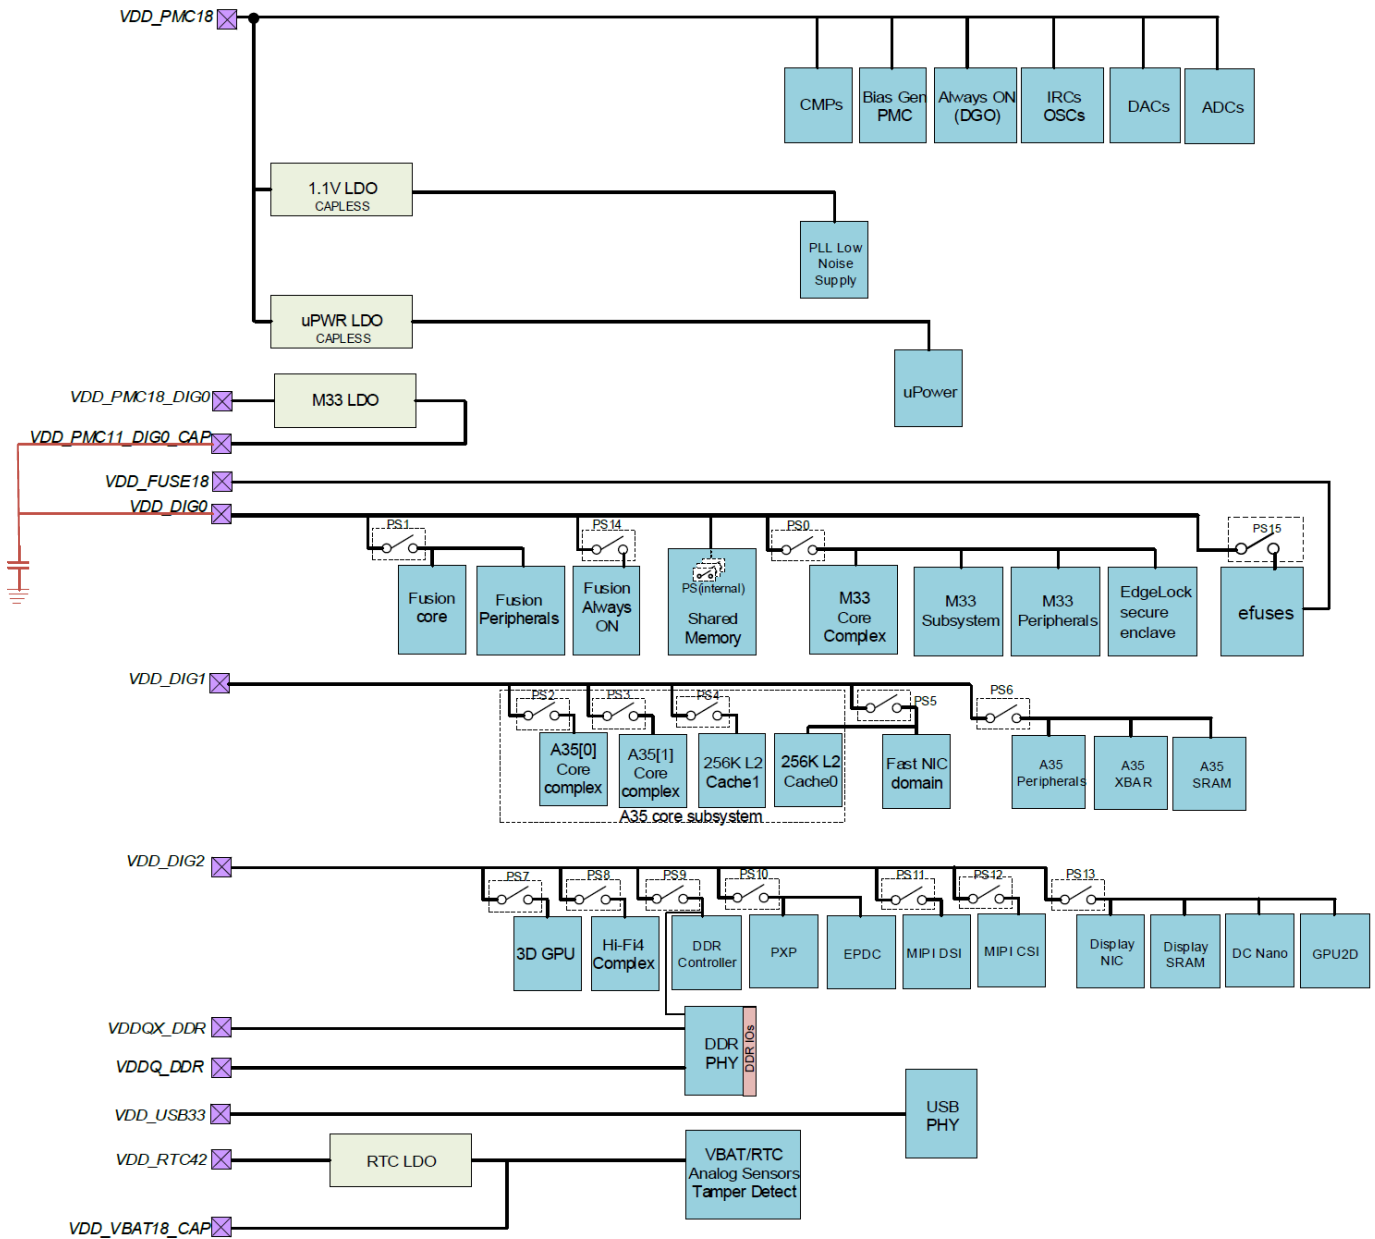 VDD_PMC18
CMPs
Bias Gen
PMC
Always ON
(DGO)
IRCs
OSCs
DACs
ADCs
1.1V LDO
CAPLESS
PLL Low
Noise
Supply
uPWR LDO
CAPLESS
uPower
VDD_PMC18_DIG0
M33 LDO
VDD_PMC11_DIG0_CAP
VDD_FUSE18
VDD_DIG0
PS1
PS14
PS0
PS15
Fusion
core
Fusion
Peripherals
Fusion
Always
ON
PS(internal)
Shared
Memory
M33
Core
Complex
M33
Subsystem
M33
Peripherals
EdgeLock
secure
enclave
efuses
VDD_DIG1
PS2
PS3
PS4
PS5
PS6
A35[0]
Core
complex
A35[1]
Core
complex
256K L2
Cache1
256K L2
Cache0
Fast NIC
domain
A35
Peripherals
A35
XBAR
A35
SRAM
A35 core subsystem
VDD_DIG2
PS7
PS8
PS9
PS10
PS11
PS12
PS13
3D GPU
Hi-Fi4
Complex
DDR
Controller
PXP
EPDC
MIPI DSI
MIPI CSI
Display
NIC
Display
SRAM
DC Nano
GPU2D
VDDQX_DDR
VDDQ_DDR
DDR
PHY
DDR IOs
VDD_USB33
USB
PHY
VDD_RTC42
RTC LDO
VBAT/RTC
Analog Sensors
Tamper Detect
VDD_VBAT18_CAP